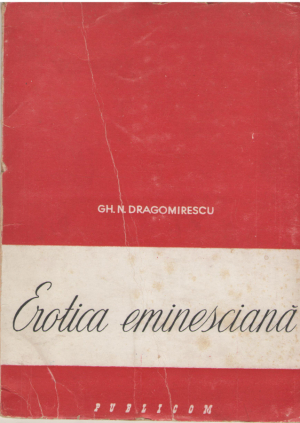 GH. N. DRAGOMIRESCU
Erotica eminesciană
PUBLICOM